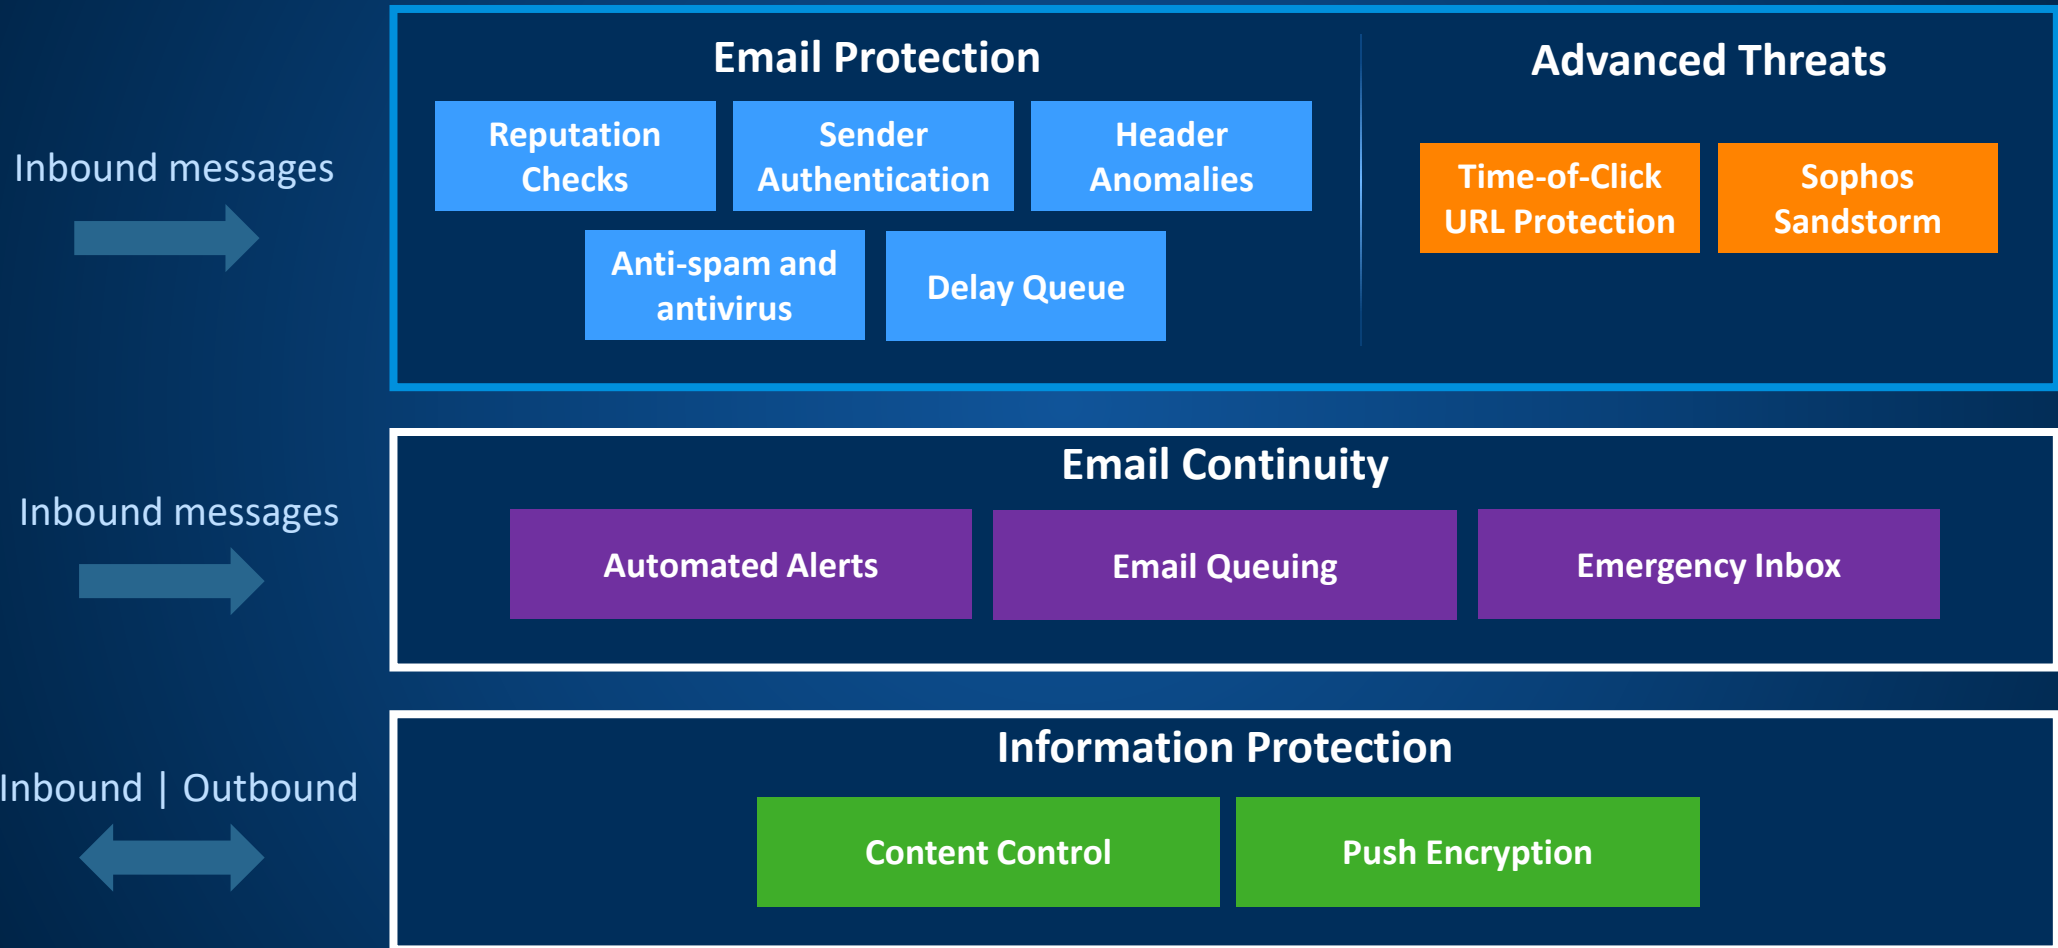 Email Protection
Advanced Threats
Inbound messages
Reputation
Checks
Sender
Authentication
Header
Anomalies
Anti-spam and
antivirus
Delay Queue
Time-of-Click
URL Protection
Sophos
Sandstorm
Inbound messages
Email Continuity
Automated Alerts
Email Queuing
Emergency Inbox
Inbound | Outbound
Information Protection
Content Control
Push Encryption